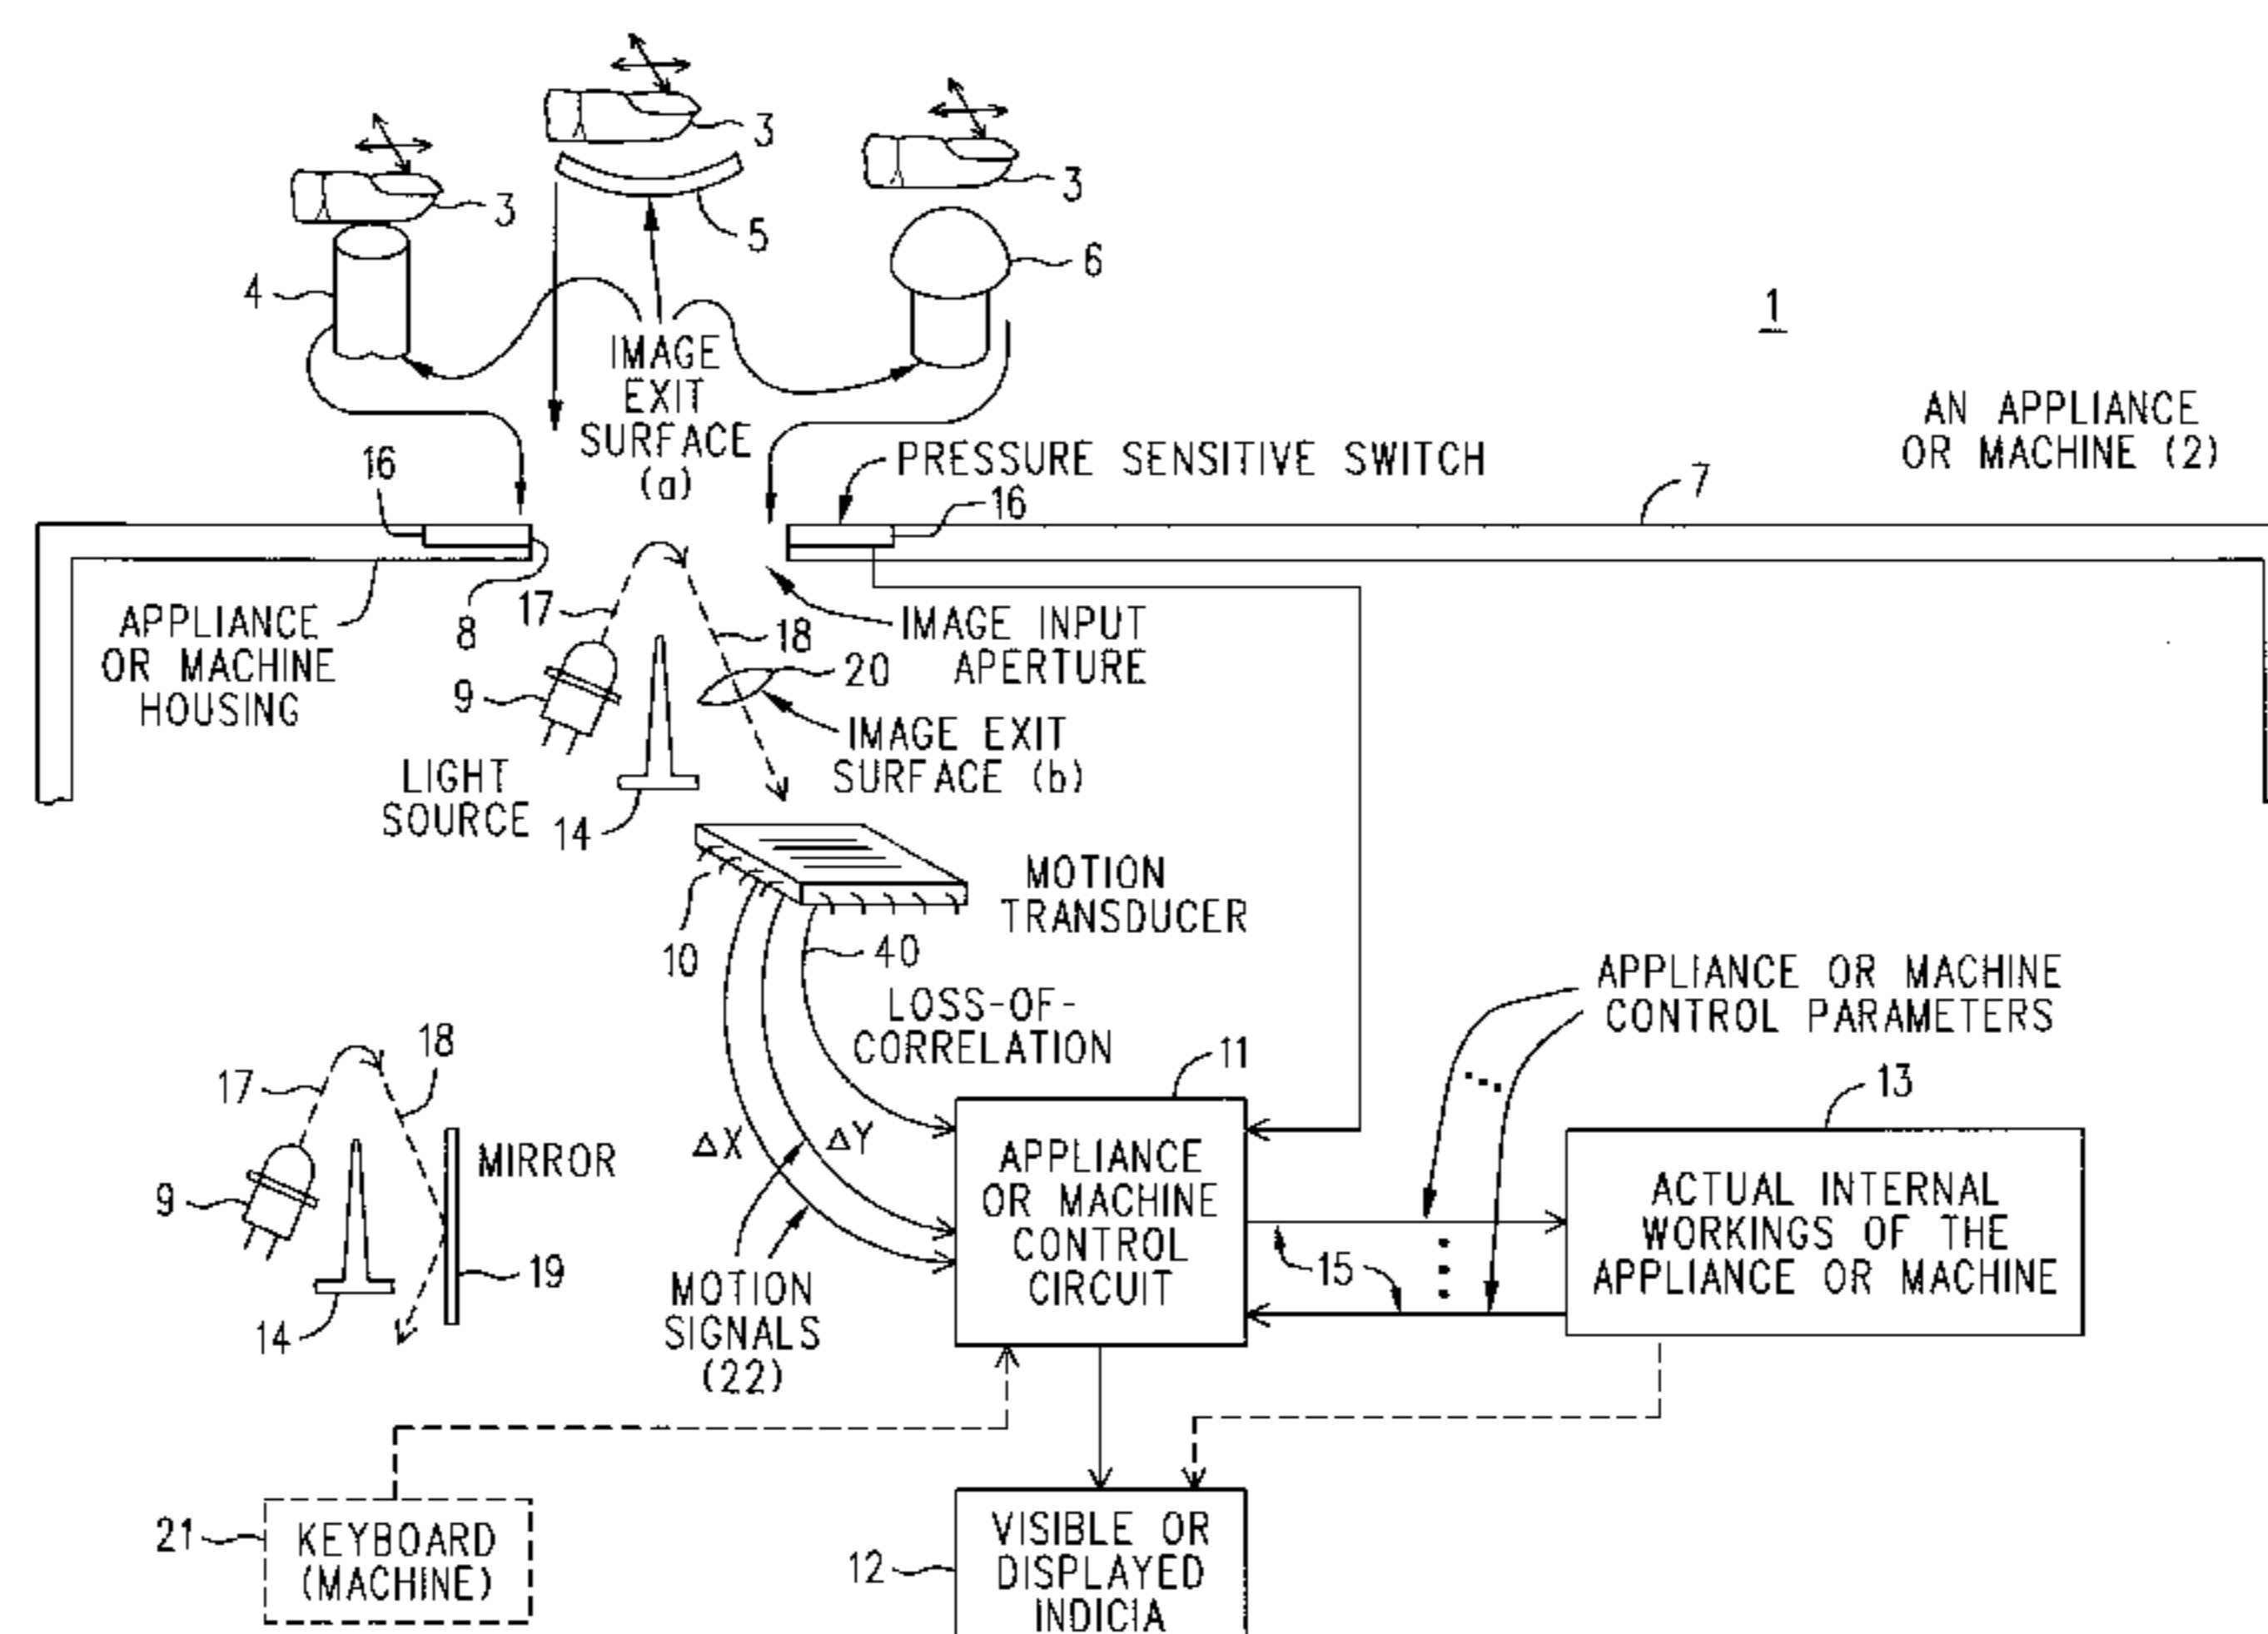 3
3
3
5
4
6
IMAGE
EXIT
SURFACE
(a)
1
AN APPLIANCE
OR MACHINE (2)
PRESSURE SENSITIVE SWITCH
16
16
7
8
17
18
APPLIANCE
OR MACHINE
HOUSING
IMAGE INPUT
APERTURE
9
20
IMAGE EXIT
SURFACE (b)
LIGHT
SOURCE
14
MOTION
TRANSDUCER
10
40
LOSS-OF-
CORRELATION
APPLIANCE OR MACHINE
CONTROL PARAMETERS
17
18
MIRROR
9
14
19
ΔX
ΔY
MOTION
SIGNALS
(22)
11
APPLIANCE
OR MACHINE
CONTROL
CIRCUIT
15
13
ACTUAL INTERNAL
WORKINGS OF THE
APPLIANCE OR MACHINE
21
KEYBOARD
(MACHINE)
12
VISIBLE OR
DISPLAYED
INDICIA